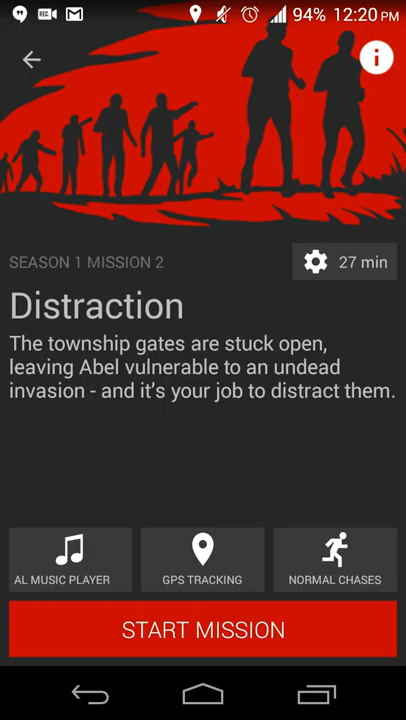 REC 94% 12:20 PM
SEASON 1 MISSION 2
27 min
Distraction
The township gates are stuck open,
leaving Abel vulnerable to an undead
invasion - and it's your job to distract them.
AL MUSIC PLAYER
GPS TRACKING
NORMAL CHASES
START MISSION